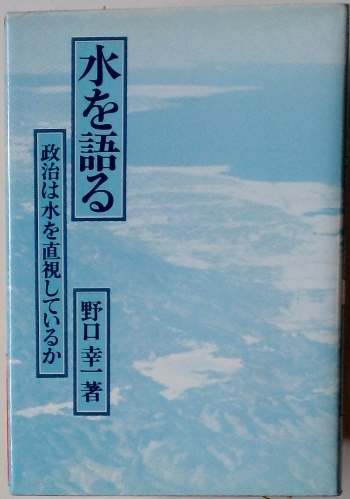 水を語る
政治は水を直視しているか
野口幸一著